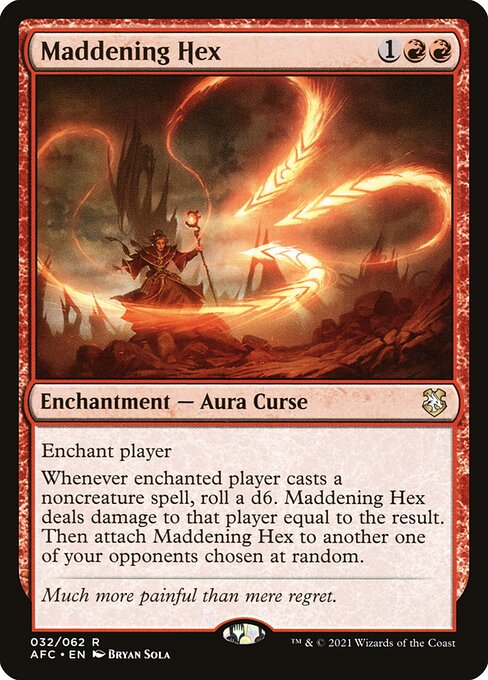 Maddening Hex 1
Enchantment — Aura Curse
Enchant player
Whenever enchanted player casts a
noncreature spell, roll a d6. Maddening Hex
deals damage to that player equal to the result.
Then attach Maddening Hex to another one
of your opponents chosen at random.
Much more painful than mere regret.
032/062 R
AFC • EN Bryan Sola
™ & © 2021 Wizards of the Coast